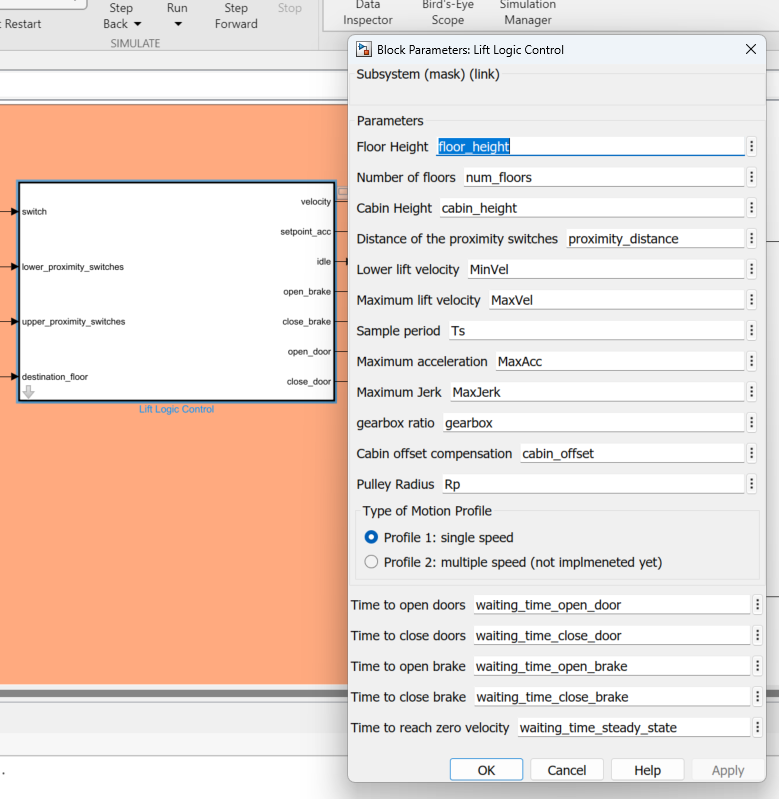 Step Run Step Stop
Restart Back Forward
SIMULATE
Data Bird's-Eye Simulation
Inspector Scope Manager
switch
lower_proximity_switches
upper_proximity_switches
destination_floor
velocity
setpoint_acc
idle
open_brake
close_brake
open_door
close_door
Lift Logic Control
Block Parameters: Lift Logic Control
Subsystem (mask) (link)
Parameters
Floor Height floor_height
Number of floors num_floors
Cabin Height cabin_height
Distance of the proximity switches proximity_distance
Lower lift velocity MinVel
Maximum lift velocity MaxVel
Sample period Ts
Maximum acceleration MaxAcc
Maximum Jerk MaxJerk
gearbox ratio gearbox
Cabin offset compensation cabin_offset
Pulley Radius Rp
Type of Motion Profile
Profile 1: single speed
Profile 2: multiple speed (not implmeneted yet)
Time to open doors waiting_time_open_door
Time to close doors waiting_time_close_door
Time to open brake waiting_time_open_brake
Time to close brake waiting_time_close_brake
Time to reach zero velocity waiting_time_steady_state
OK Cancel Help Apply